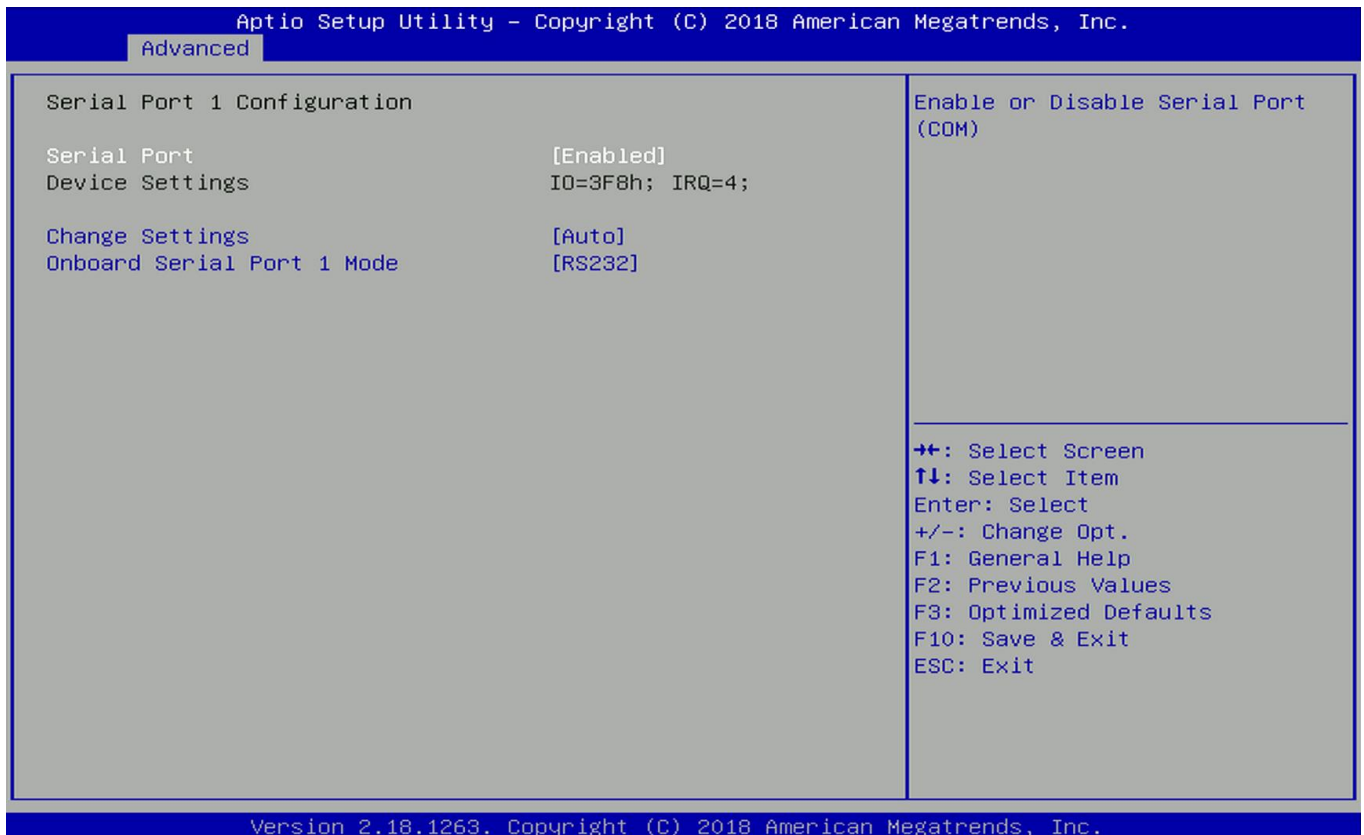 Aptio Setup Utility – Copyright (C) 2018 American Megatrends, Inc.
Advanced
Serial Port 1 Configuration
Serial Port [Enabled]
Device Settings IO=3F8h; IRQ=4;
Change Settings [Auto]
Onboard Serial Port 1 Mode [RS232]
Enable or Disable Serial Port
(COM)
→←: Select Screen
↑↓: Select Item
Enter: Select
+/-: Change Opt.
F1: General Help
F2: Previous Values
F3: Optimized Defaults
F10: Save & Exit
ESC: Exit
Version 2.18.1263. Copyright (C) 2018 American Megatrends, Inc.